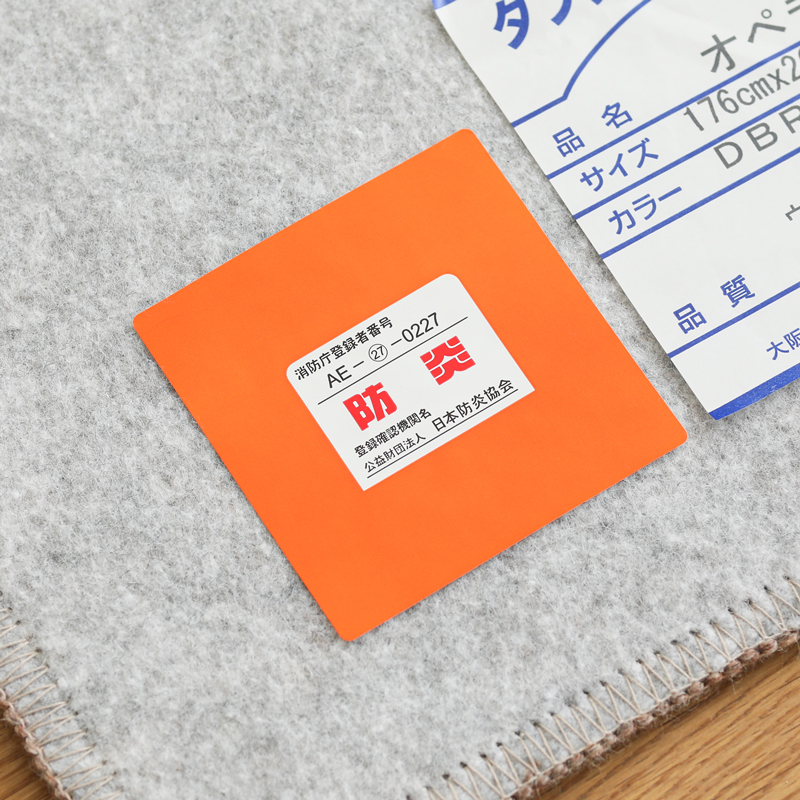 消防庁登録者番号
AE-㉗-0227
防炎
登録確認機関名
公益財団法人 日本防炎協会
品名
オペ
サイズ
176cm×2
カラー
DBR
品質
大阪